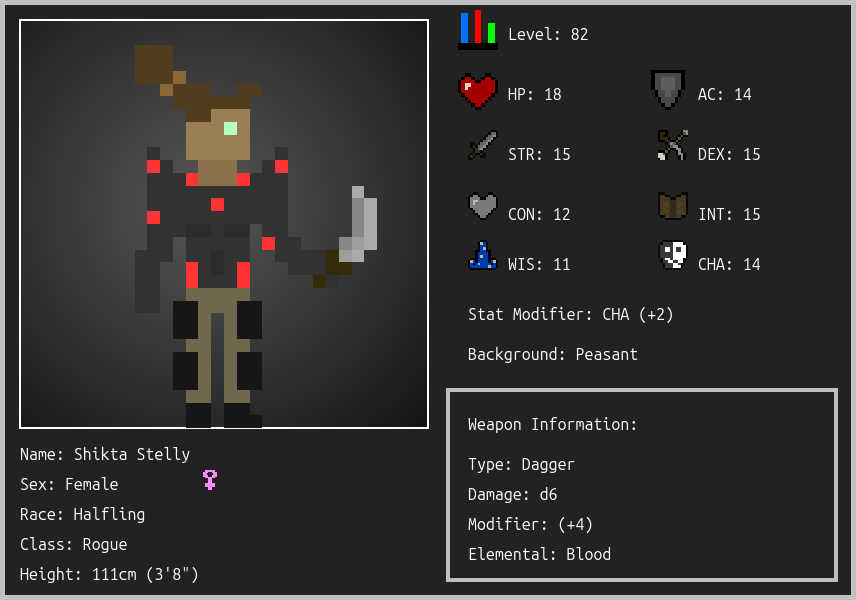 Level: 82
HP: 18
AC: 14
STR: 15
DEX: 15
CON: 12
INT: 15
WIS: 11
CHA: 14
Stat Modifier: CHA (+2)
Background: Peasant
Name: Shikta Stelly
Sex: Female
Race: Halfling
Class: Rogue
Height: 111cm (3'8")
Weapon Information:
Type: Dagger
Damage: d6
Modifier: (+4)
Elemental: Blood